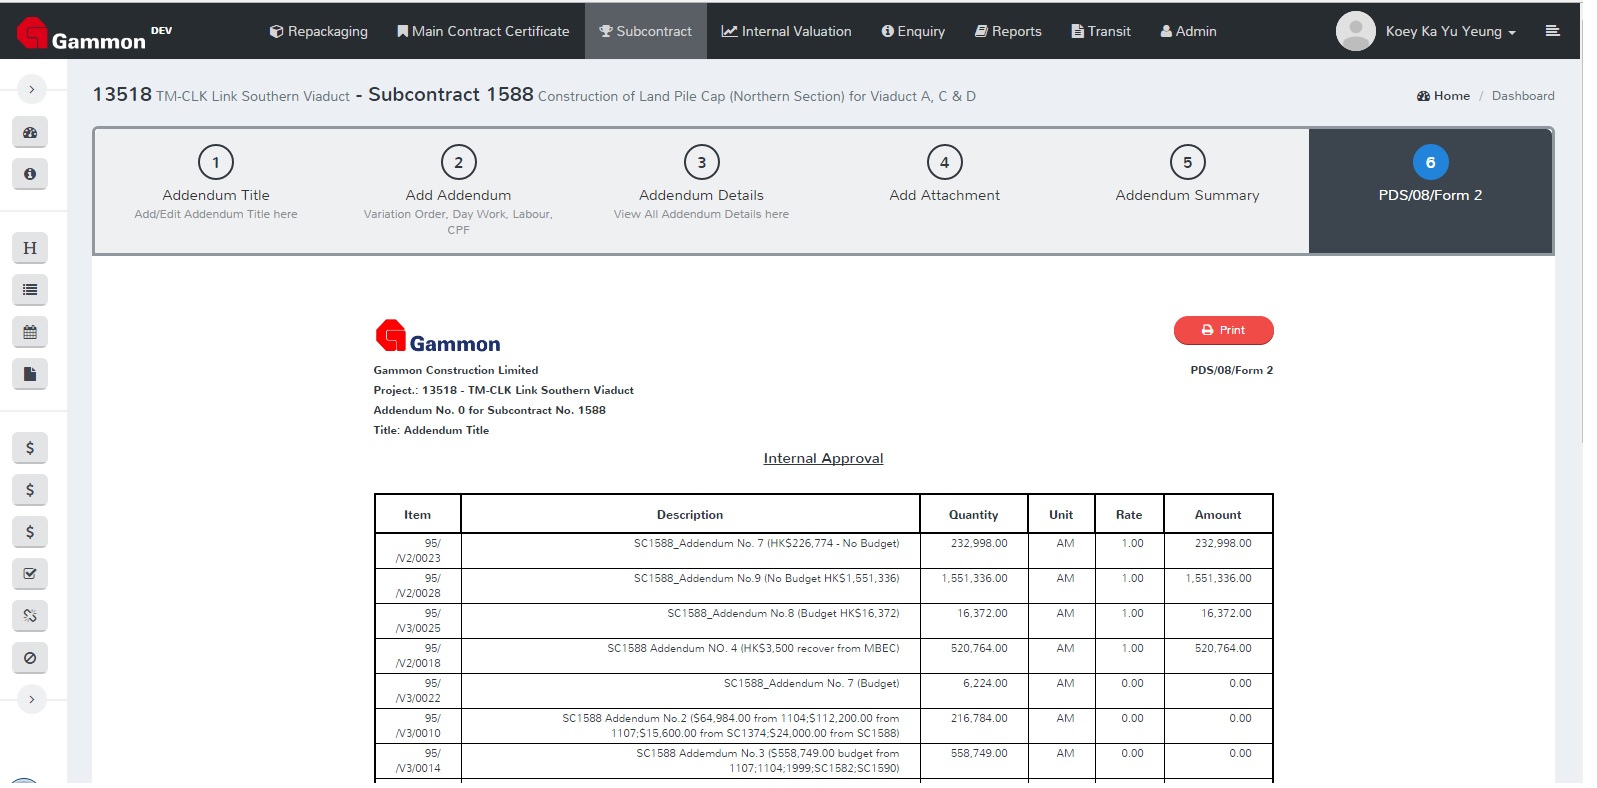 Gammon DEV
Repackaging
Main Contract Certificate
Subcontract
Internal Valuation
Enquiry
Reports
Transit
Admin
Koey Ka Yu Yeung
13518 TM-CLK Link Southern Viaduct - Subcontract 1588 Construction of Land Pile Cap (Northern Section) for Viaduct A, C & D
Home / Dashboard
1
Addendum Title
Add/Edit Addendum Title here
2
Add Addendum
Variation Order, Day Work, Labour,
CPF
3
Addendum Details
View All Addendum Details here
4
Add Attachment
5
Addendum Summary
6
PDS/08/Form 2
H
$
$
$
Gammon
Print
Gammon Construction Limited
PDS/08/Form 2
Project.: 13518 - TM-CLK Link Southern Viaduct
Addendum No. 0 for Subcontract No. 1588
Title: Addendum Title
Internal Approval
Item Description Quantity Unit Rate Amount
95/ SC1588_Addendum No. 7 (HK$226,774 - No Budget) 232,998.00 AM 1.00 232,998.00
/V2/0023
95/ SC1588_Addendum No.9 (No Budget HK$1,551,336) 1,551,336.00 AM 1.00 1,551,336.00
/V2/0028
95/ SC1588_Addendum No.8 (Budget HK$16,372) 16,372.00 AM 1.00 16,372.00
/V3/0025
95/ SC1588 Addendum NO. 4 (HK$3,500 recover from MBEC) 520,764.00 AM 1.00 520,764.00
/V2/0018
95/ SC1588_Addendum No. 7 (Budget) 6,224.00 AM 0.00 0.00
/V3/0022
95/ SC1588 Addendum No.2 ($64,984.00 from 1104;$112,200.00 from 216,784.00 AM 0.00 0.00
/V3/0010 1107;$15,600.00 from SC1374;$24,000.00 from SC1588)
95/ SC1588 Addemdum No.3 ($558,749.00 budget from 558,749.00 AM 0.00 0.00
/V3/0014 1107;1104;1999;SC1582;SC1590)